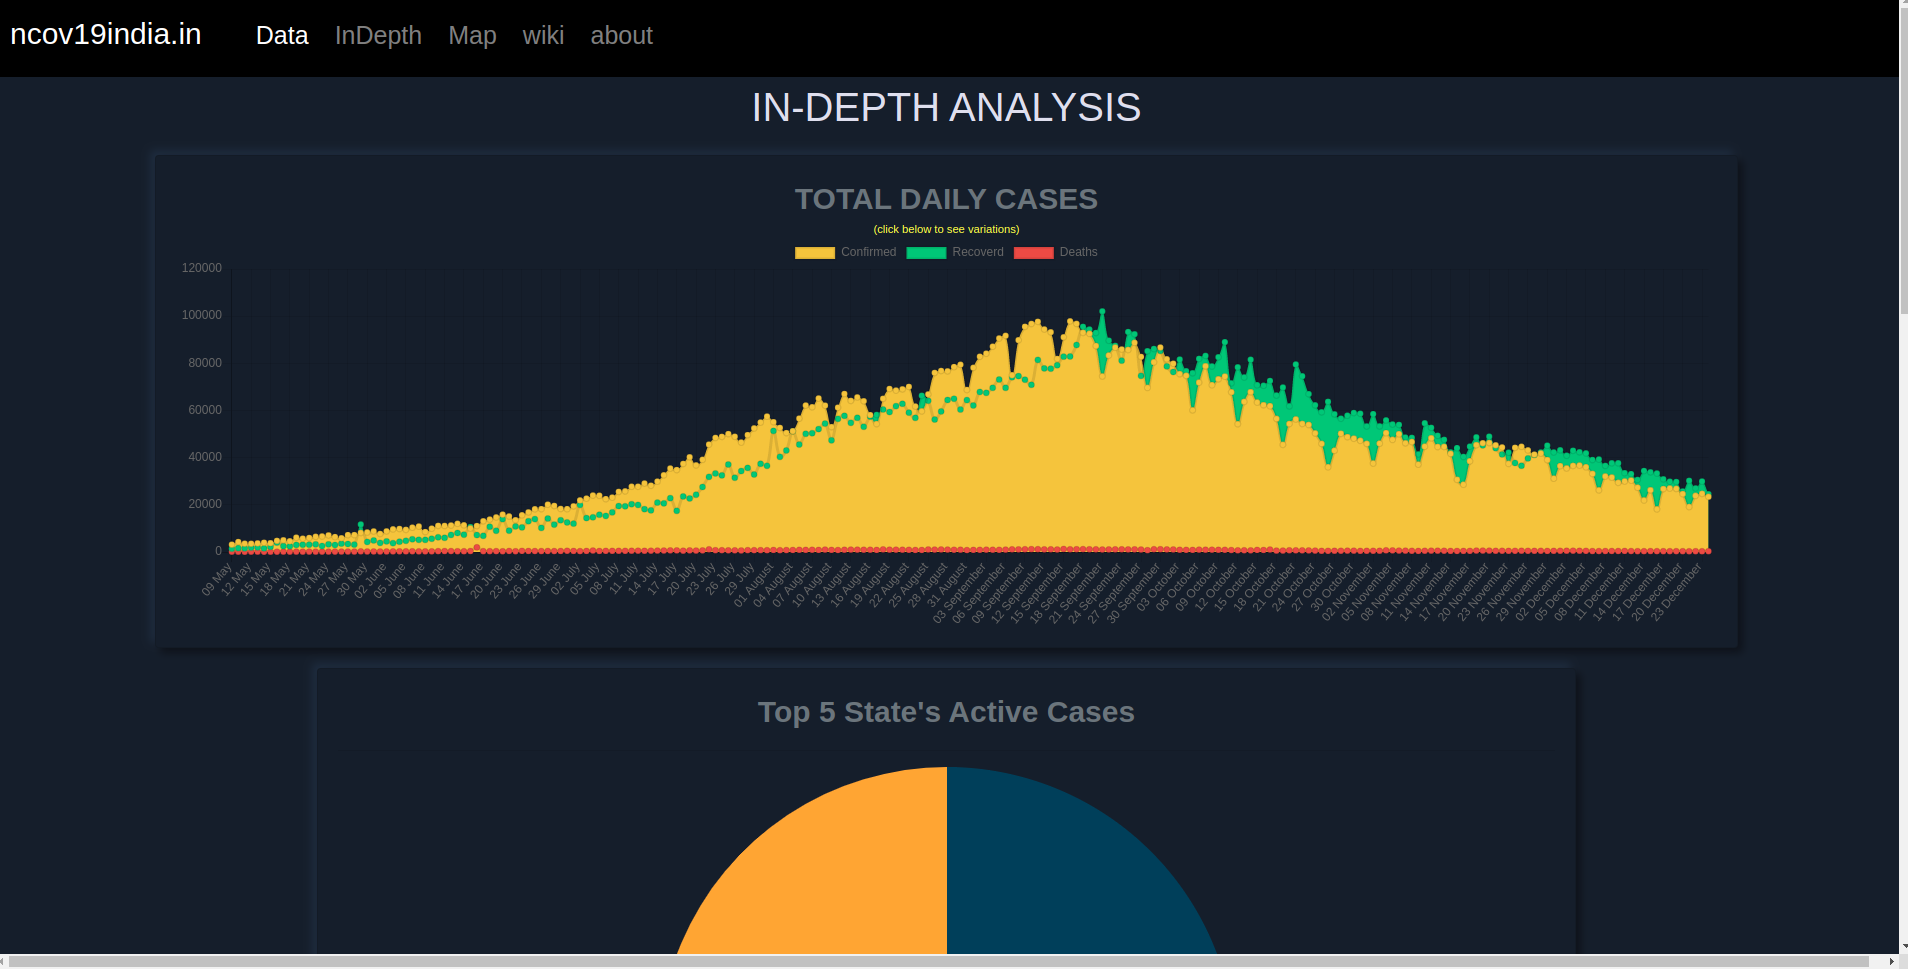 ncov19india.in Data InDepth Map wiki about
IN-DEPTH ANALYSIS
TOTAL DAILY CASES
(click below to see variations)
Confirmed Recoverd Deaths
120000
100000
80000
60000
40000
20000
0
09 May 12 May 15 May 18 May 21 May 24 May 27 May 30 May 02 June 05 June 08 June 11 June 14 June 17 June 20 June 23 June 26 June 29 June 02 July 05 July 08 July 11 July 14 July 17 July 20 July 23 July 26 July 29 July 01 August 04 August 07 August 10 August 13 August 16 August 19 August 22 August 25 August 28 August 31 August 03 September 06 September 09 September 12 September 15 September 18 September 21 September 24 September 27 September 30 September 03 October 06 October 09 October 12 October 15 October 18 October 21 October 24 October 27 October 30 October 02 November 05 November 08 November 11 November 14 November 17 November 20 November 23 November 26 November 29 November 02 December 05 December 08 December 11 December 14 December 17 December 20 December 23 December
Top 5 State's Active Cases